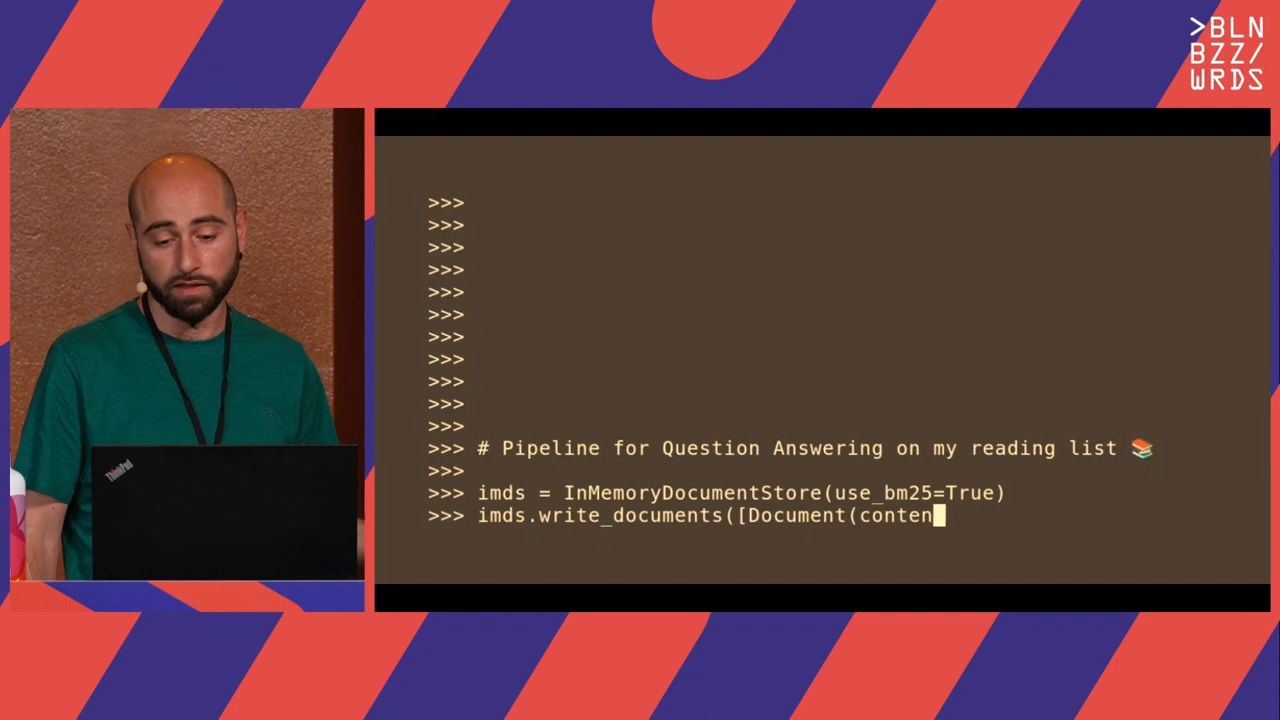 >BLN
BZZ/
WRDS
>>>
>>>
>>>
>>>
>>>
>>>
>>>
>>>
>>>
>>>
>>>
>>> # Pipeline for Question Answering on my reading list 📚
>>>
>>> imds = InMemoryDocumentStore(use_bm25=True)
>>> imds.write_documents([Document(conten
ThinkPad